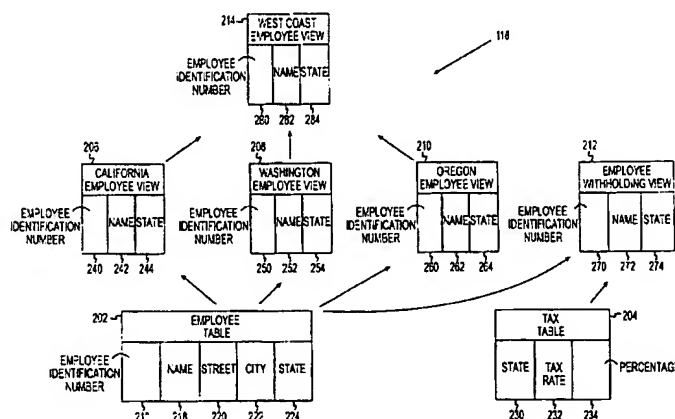 214
WEST COAST
EMPLOYEE VIEW
EMPLOYEE
IDENTIFICATION
NUMBER
NAME
STATE
280
282
284
116
206
CALIFORNIA
EMPLOYEE VIEW
EMPLOYEE
IDENTIFICATION
NUMBER
NAME
STATE
240
242
244
208
WASHINGTON
EMPLOYEE VIEW
EMPLOYEE
IDENTIFICATION
NUMBER
NAME
STATE
250
252
254
210
OREGON
EMPLOYEE VIEW
EMPLOYEE
IDENTIFICATION
NUMBER
NAME
STATE
260
262
264
212
EMPLOYEE
WITHHOLDING VIEW
EMPLOYEE
IDENTIFICATION
NUMBER
NAME
STATE
270
272
274
202
EMPLOYEE
TABLE
EMPLOYEE
IDENTIFICATION
NUMBER
NAME
STREET
CITY
STATE
218
220
222
224
204
TAX
TABLE
STATE
TAX
RATE
PERCENTAGE
230
232
234